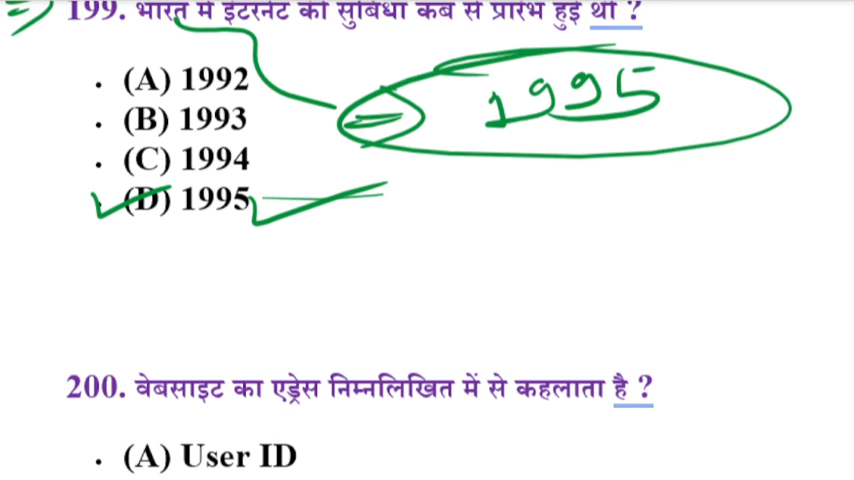 199. भारत में इंटरनेट की सुविधा कब से प्रारंभ हुई थी ?
(A) 1992
1995
(B) 1993
(C) 1994
(D) 1995
200. वेबसाइट का एड्रेस निम्नलिखित में से कहलाता है ?
(A) User ID